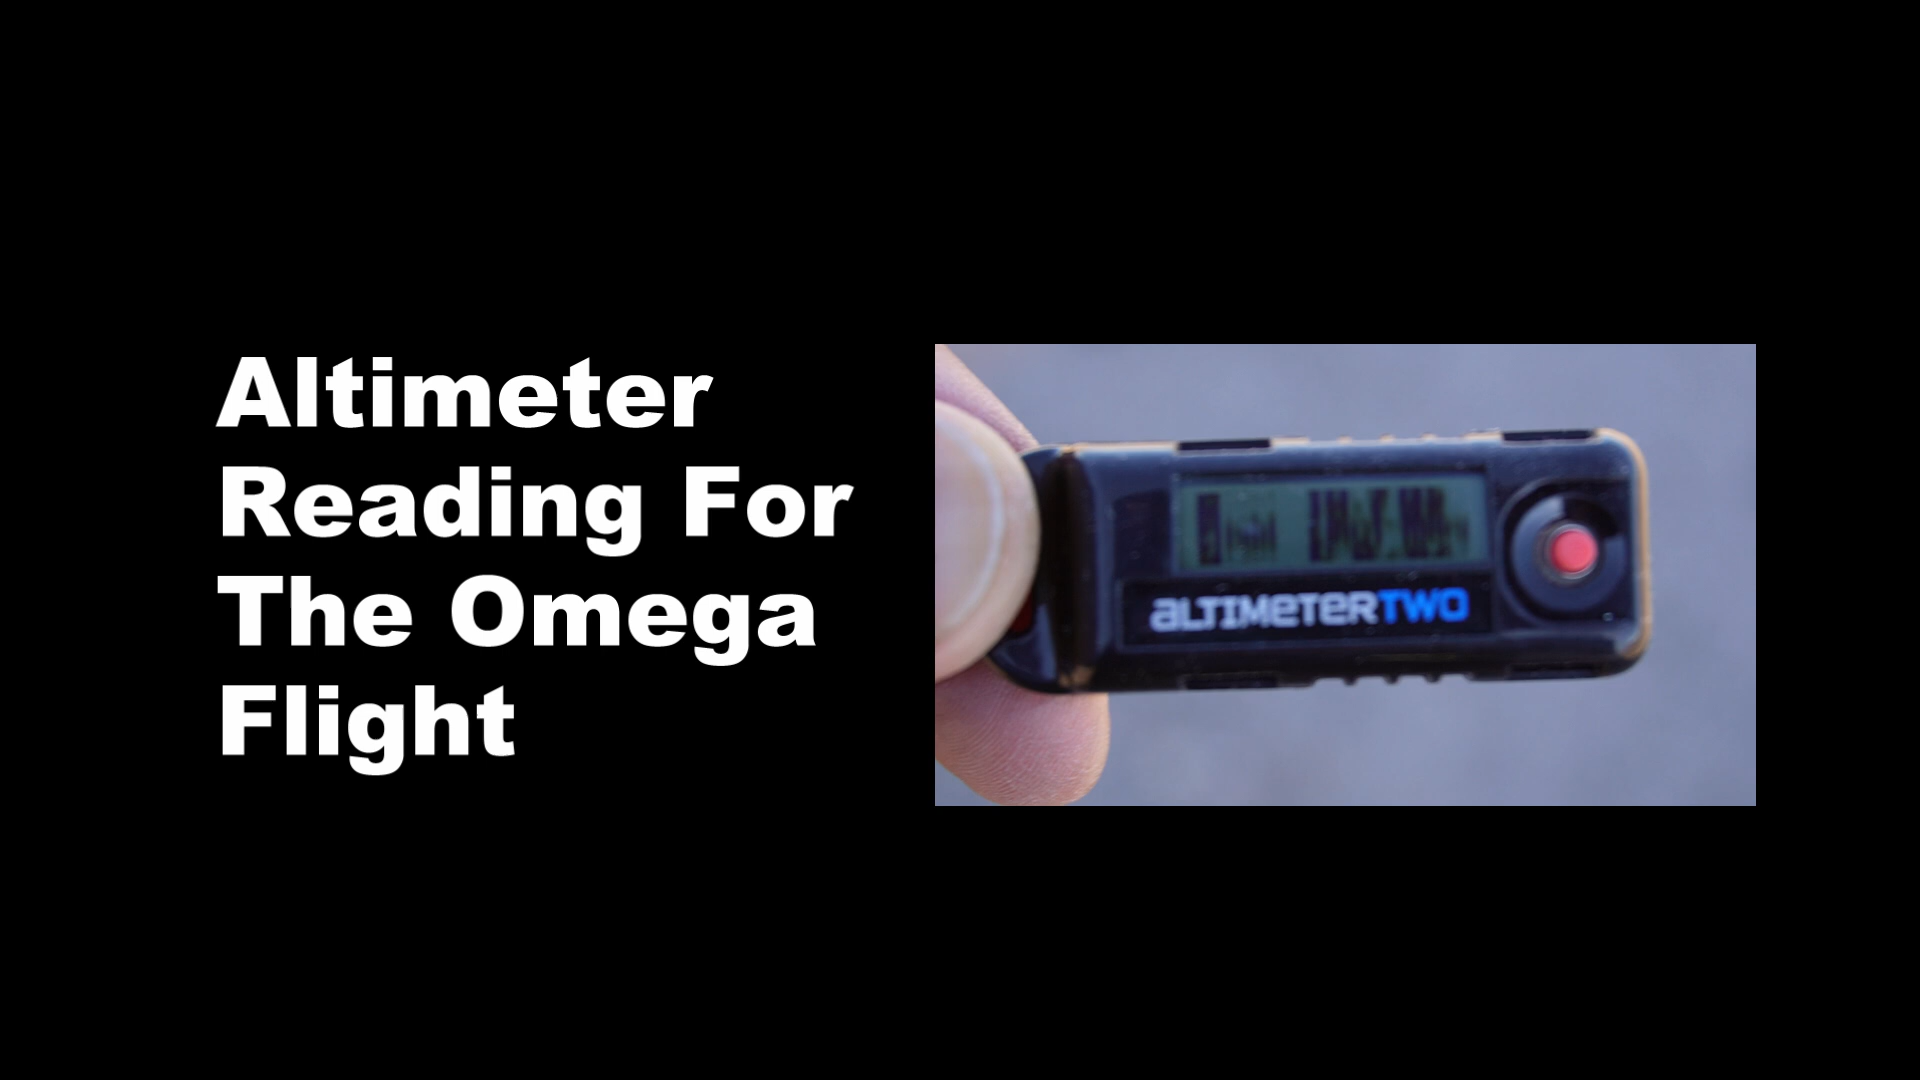 Altimeter
Reading For
The Omega
Flight
aLTIMeTeRTWO